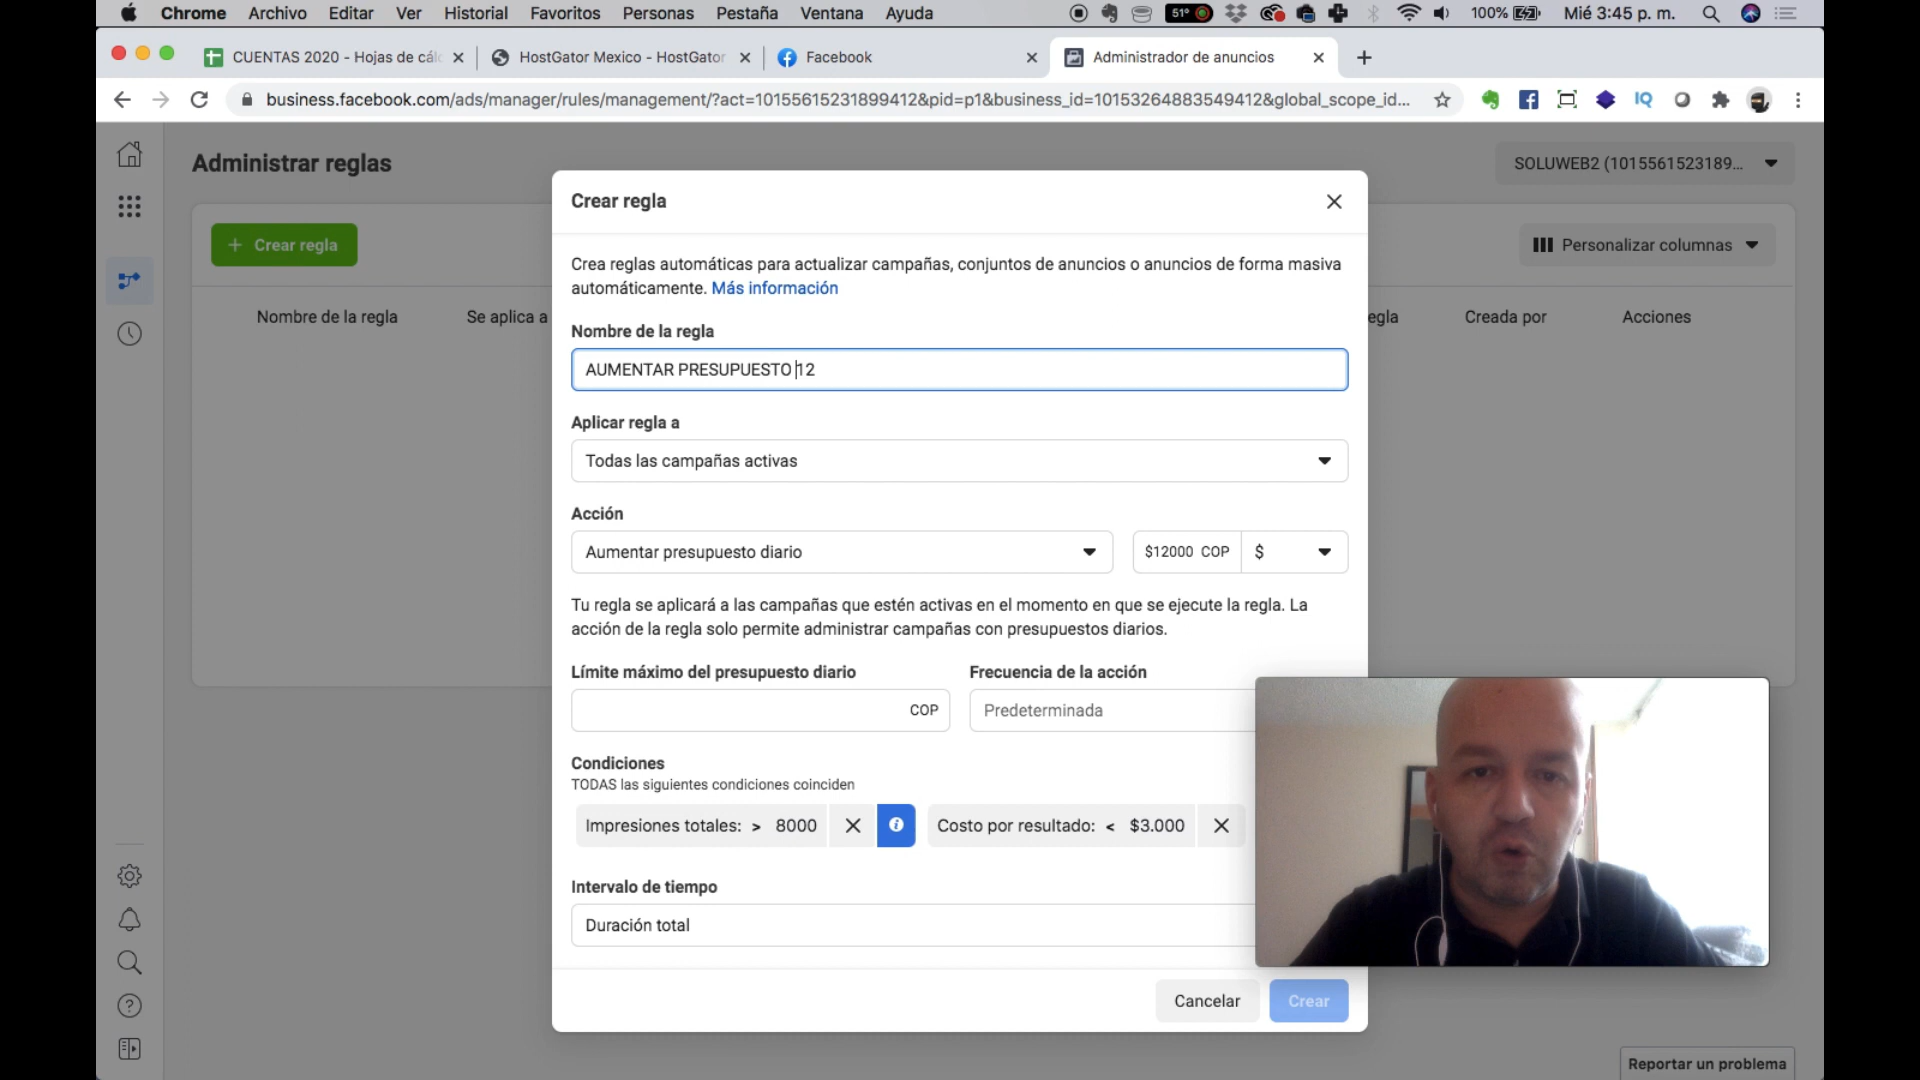 Chrome Archivo Editar Ver Historial Favoritos Personas Pestaña Ventana Ayuda 51° 100% Mié 3:45 p. m.
CUENTAS 2020 - Hojas de cálc HostGator Mexico - HostGator Facebook Administrador de anuncios
business.facebook.com/ads/manager/rules/management/?act=10155615231899412&pid=p1&business_id=10153264883549412&global_scope_id... IQ
Administrar reglas
SOLUWEB2 (1015561523189...
+ Crear regla
Personalizar columnas
Nombre de la regla Se aplica a egla Creada por Acciones
Crear regla
Crea reglas automáticas para actualizar campañas, conjuntos de anuncios o anuncios de forma masiva
automáticamente. Más información
Nombre de la regla
AUMENTAR PRESUPUESTO 12
Aplicar regla a
Todas las campañas activas
Acción
Aumentar presupuesto diario $12000 COP $
Tu regla se aplicará a las campañas que estén activas en el momento en que se ejecute la regla. La
acción de la regla solo permite administrar campañas con presupuestos diarios.
Límite máximo del presupuesto diario Frecuencia de la acción
COP Predeterminada
Condiciones
TODAS las siguientes condiciones coinciden
Impresiones totales: > 8000 Costo por resultado: < $3.000
Intervalo de tiempo
Duración total
Cancelar Crear
Reportar un problema